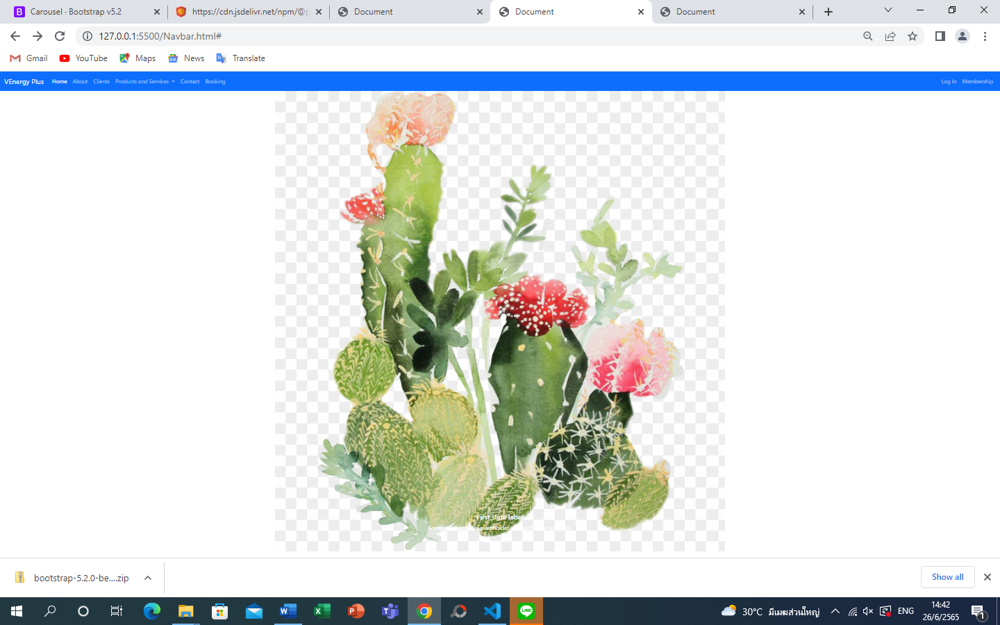 Carousel · Bootstrap v5.2
https://cdn.jsdelivr.net/npm/@p
Document
Document
Document
127.0.0.1:5500/Navbar.html#
Gmail
YouTube
Maps
News
Translate
VEnergy Plus Home About Clients Products and Services Contact Booking Log In Membership
First slide label
Some placeholder
bootstrap-5.2.0-be....zip
Show all
30°C มีเมฆส่วนใหญ่
ENG
14:42
26/6/2565
1